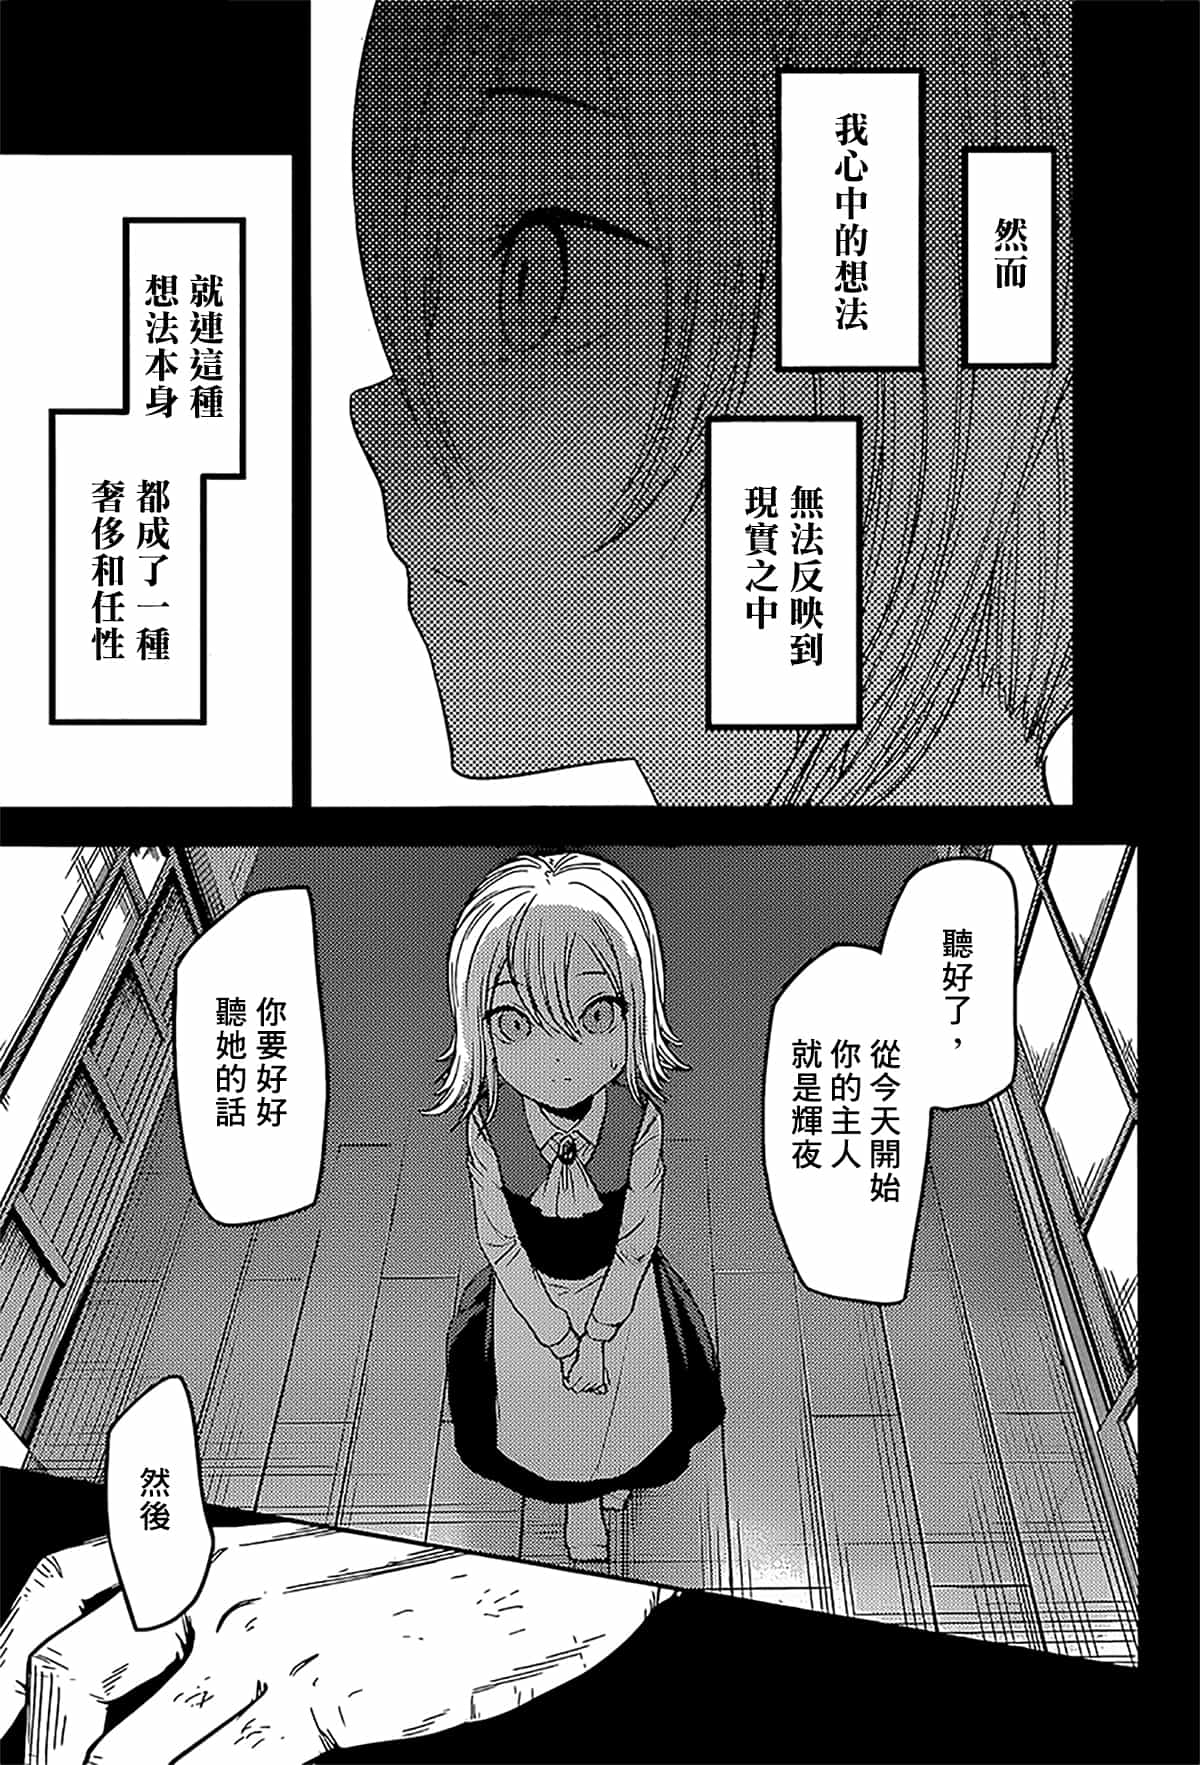 然而
我心中的想法
無法反映到
現實之中
就連這種
想法本身
都成了一種
奢侈和任性
聽好了，
從今天開始
你的主人
就是輝夜
你要好好
聽她的話
然後